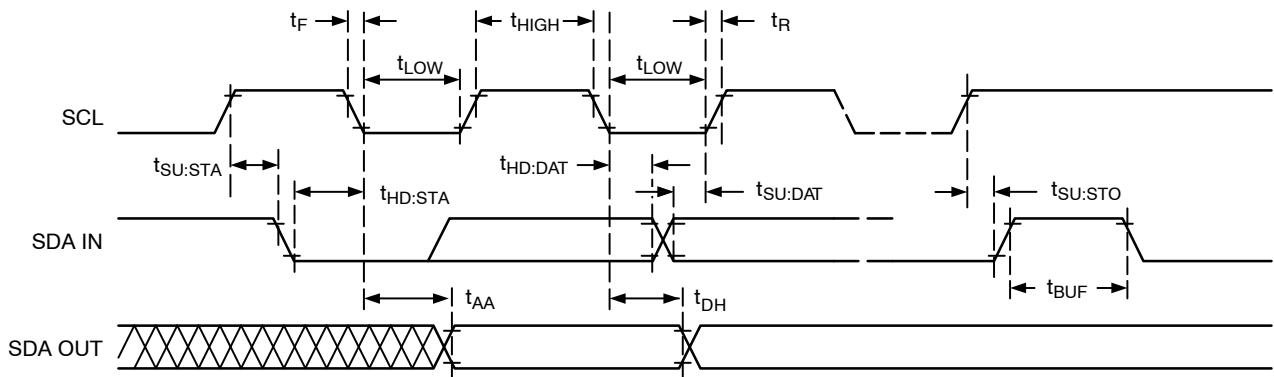 tF
tHIGH
tR
tLOW
tLOW
SCL
tSU:STA
tHD:STA
tHD:DAT
tSU:DAT
tSU:STO
SDA IN
tBUF
tAA
tDH
SDA OUT